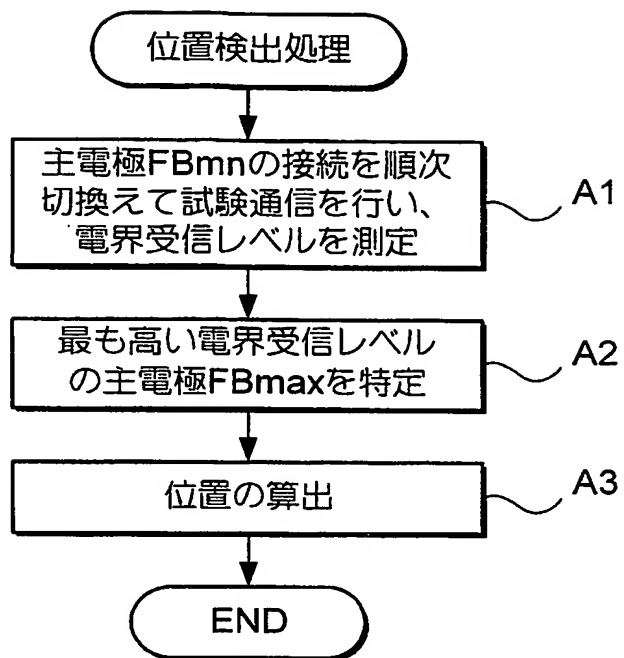 位置検出処理
主電極FBmnの接続を順次
切換えて試験通信を行い、
電界受信レベルを測定
A1
最も高い電界受信レベル
の主電極FBmaxを特定
A2
位置の算出
A3
END